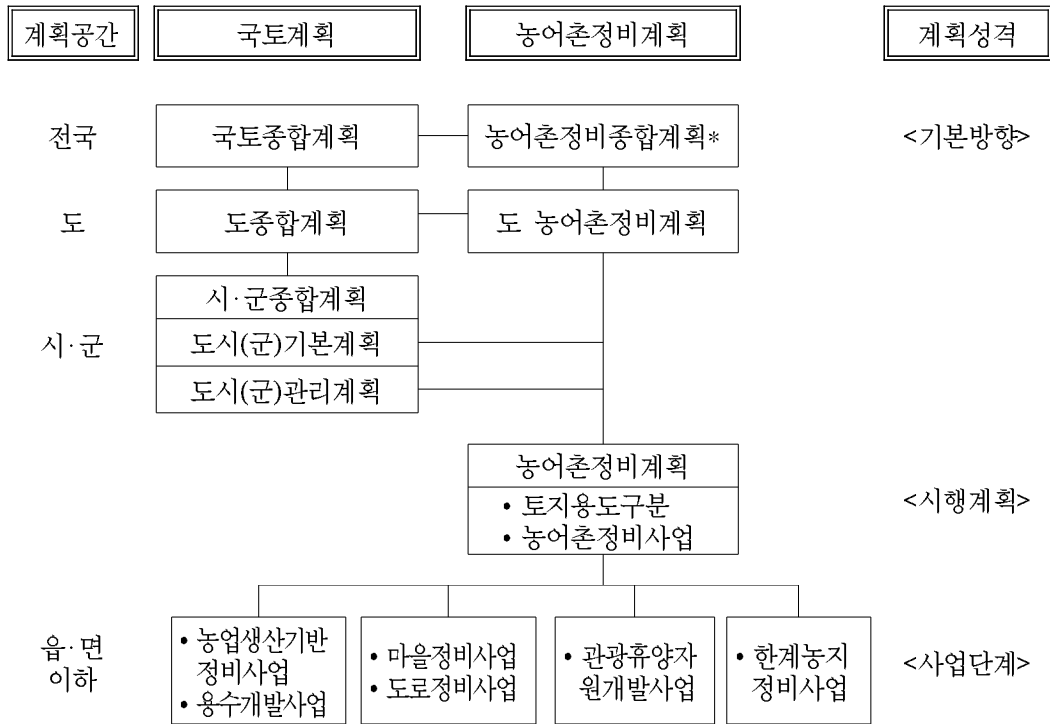 계획공간 국토계획 농어촌정비계획 계획성격
전국 국토종합계획 농어촌정비종합계획* <기본방향>
도 도종합계획 도 농어촌정비계획
시·군종합계획
시·군 도시(군)기본계획
도시(군)관리계획
농어촌정비계획
• 토지용도구분
• 농어촌정비사업
<시행계획>
읍·면
이하
• 농업생산기반
정비사업
• 용수개발사업
• 마을정비사업
• 도로정비사업
• 관광휴양자
원개발사업
• 한계농지
정비사업
<사업단계>